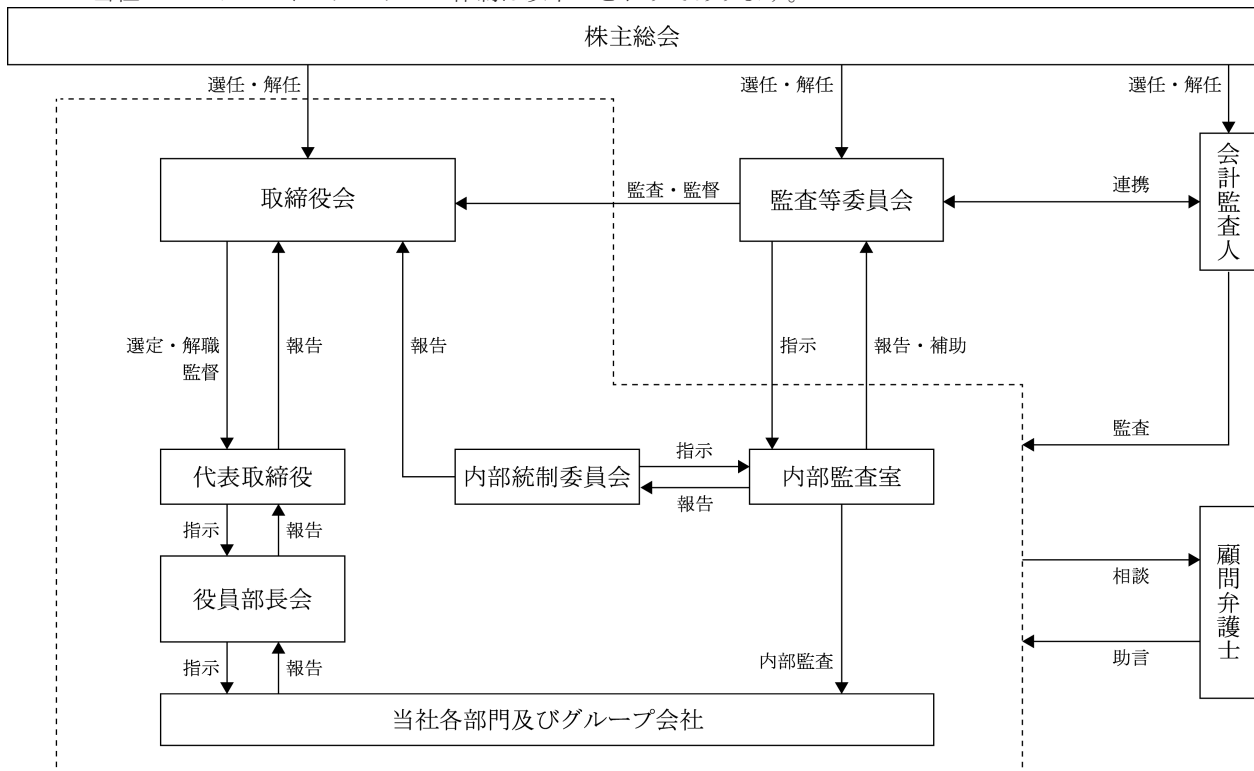 株主総会
選任・解任
選任・解任
選任・解任
取締役会
監査・監督
監査等委員会
連携
会計監査人
選定・解職
監督
報告
報告
指示
報告・補助
監査
代表取締役
内部統制委員会
指示
報告
内部監査室
指示
報告
役員部長会
相談
助言
顧問弁護士
指示
報告
内部監査
当社各部門及びグループ会社